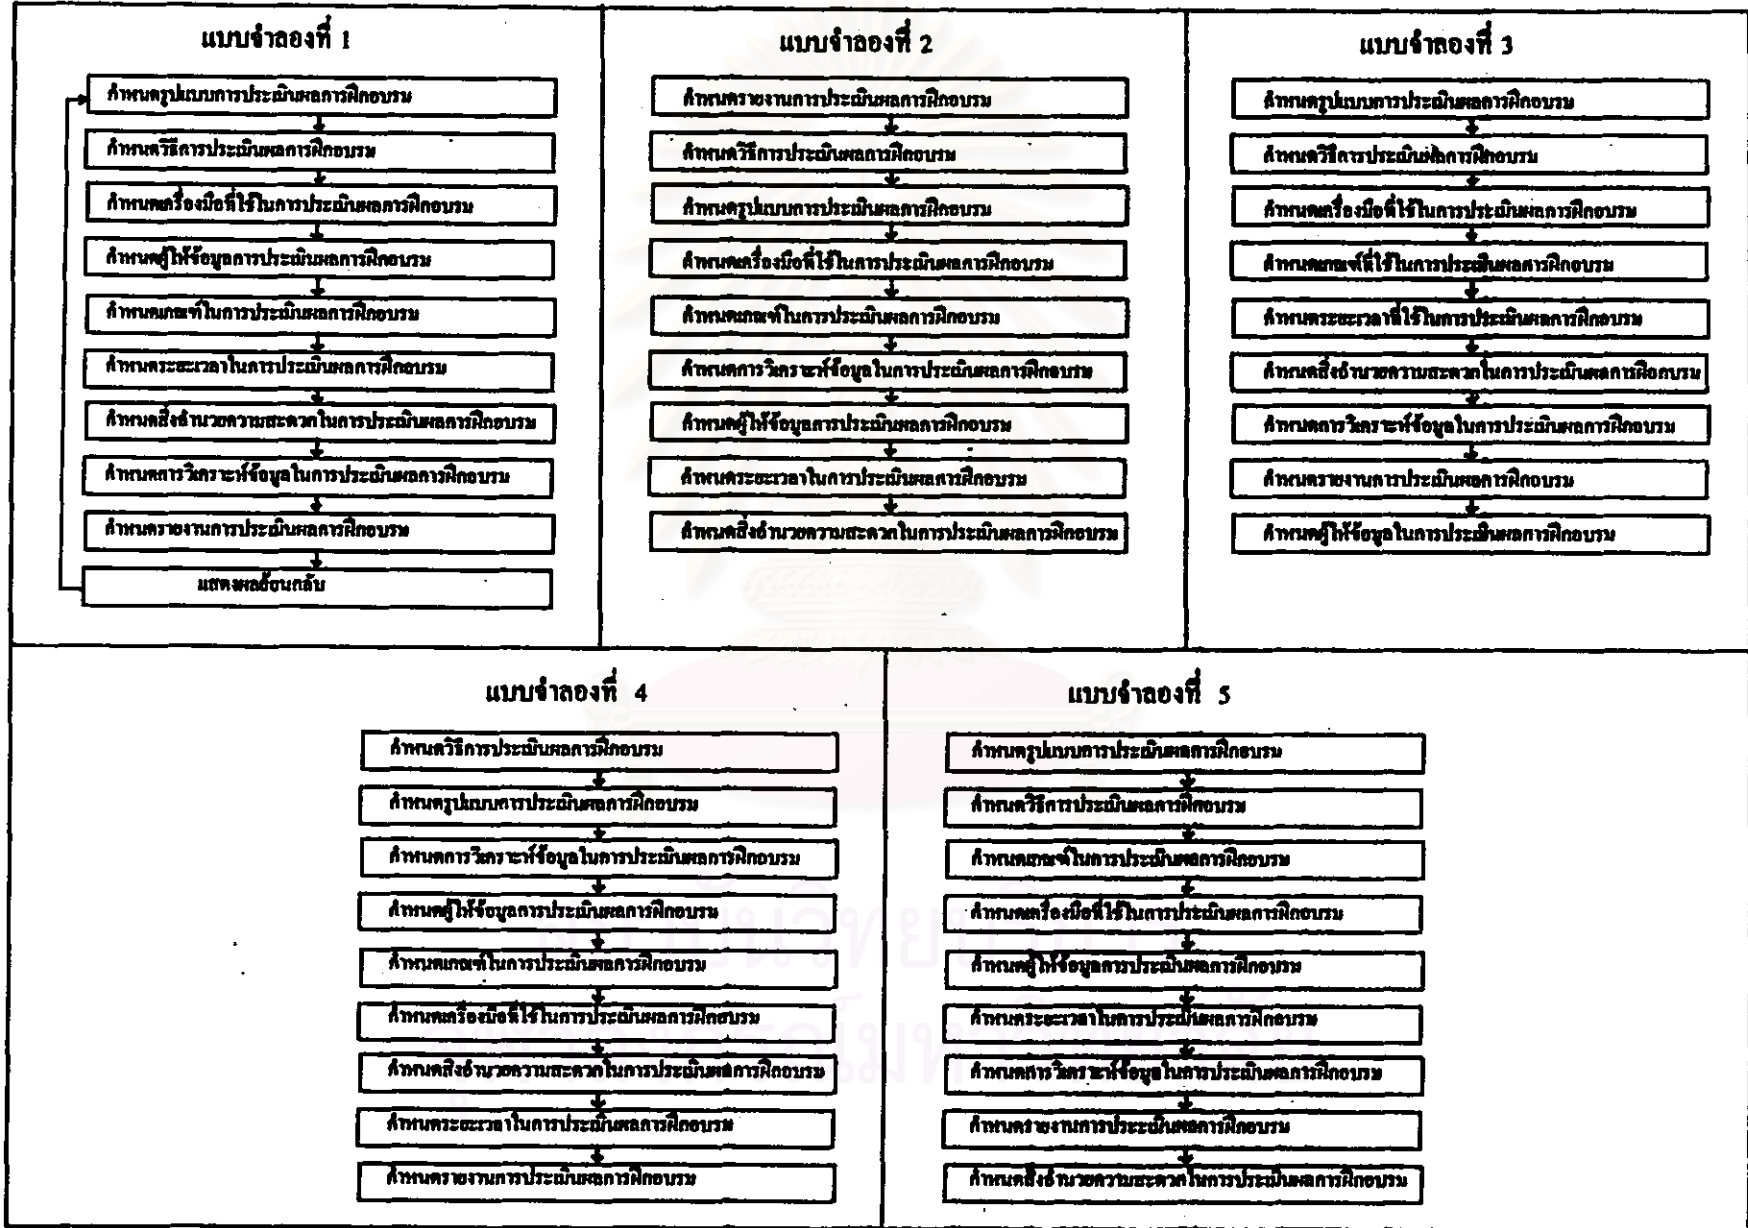 แบบจำลองที่ 1
กำหนดรูปแบบการประเมินผลการฝึกอบรม
กำหนดวิธีการประเมินผลการฝึกอบรม
กำหนดเครื่องมือที่ใช้ในการประเมินผลการฝึกอบรม
กำหนดผู้ให้ข้อมูลการประเมินผลการฝึกอบรม
กำหนดเกณฑ์ในการประเมินผลการฝึกอบรม
กำหนดระยะเวลาในการประเมินผลการฝึกอบรม
กำหนดสิ่งอำนวยความสะดวกในการประเมินผลการฝึกอบรม
กำหนดการวิเคราะห์ข้อมูลในการประเมินผลการฝึกอบรม
กำหนดรายงานการประเมินผลการฝึกอบรม
แสดงผลย้อนกลับ
แบบจำลองที่ 2
กำหนดรายงานการประเมินผลการฝึกอบรม
กำหนดวิธีการประเมินผลการฝึกอบรม
กำหนดรูปแบบการประเมินผลการฝึกอบรม
กำหนดเครื่องมือที่ใช้ในการประเมินผลการฝึกอบรม
กำหนดเกณฑ์ในการประเมินผลการฝึกอบรม
กำหนดการวิเคราะห์ข้อมูลในการประเมินผลการฝึกอบรม
กำหนดผู้ให้ข้อมูลการประเมินผลการฝึกอบรม
กำหนดระยะเวลาในการประเมินผลการฝึกอบรม
กำหนดสิ่งอำนวยความสะดวกในการประเมินผลการฝึกอบรม
แบบจำลองที่ 3
กำหนดรูปแบบการประเมินผลการฝึกอบรม
กำหนดวิธีการประเมินผลการฝึกอบรม
กำหนดเครื่องมือที่ใช้ในการประเมินผลการฝึกอบรม
กำหนดเกณฑ์ที่ใช้ในการประเมินผลการฝึกอบรม
กำหนดระยะเวลาที่ใช้ในการประเมินผลการฝึกอบรม
กำหนดสิ่งอำนวยความสะดวกในการประเมินผลการฝึกอบรม
กำหนดการวิเคราะห์ข้อมูลในการประเมินผลการฝึกอบรม
กำหนดรายงานการประเมินผลการฝึกอบรม
กำหนดผู้ให้ข้อมูลในการประเมินผลการฝึกอบรม
แบบจำลองที่ 4
กำหนดวิธีการประเมินผลการฝึกอบรม
กำหนดรูปแบบการประเมินผลการฝึกอบรม
กำหนดการวิเคราะห์ข้อมูลในการประเมินผลการฝึกอบรม
กำหนดผู้ให้ข้อมูลการประเมินผลการฝึกอบรม
กำหนดเกณฑ์ในการประเมินผลการฝึกอบรม
กำหนดเครื่องมือที่ใช้ในการประเมินผลการฝึกอบรม
กำหนดสิ่งอำนวยความสะดวกในการประเมินผลการฝึกอบรม
กำหนดระยะเวลาในการประเมินผลการฝึกอบรม
กำหนดรายงานการประเมินผลการฝึกอบรม
แบบจำลองที่ 5
กำหนดรูปแบบการประเมินผลการฝึกอบรม
กำหนดวิธีการประเมินผลการฝึกอบรม
กำหนดเกณฑ์ในการประเมินผลการฝึกอบรม
กำหนดเครื่องมือที่ใช้ในการประเมินผลการฝึกอบรม
กำหนดผู้ให้ข้อมูลการประเมินผลการฝึกอบรม
กำหนดระยะเวลาในการประเมินผลการฝึกอบรม
กำหนดการวิเคราะห์ข้อมูลในการประเมินผลการฝึกอบรม
กำหนดรายงานการประเมินผลการฝึกอบรม
กำหนดสิ่งอำนวยความสะดวกในการประเมินผลการฝึกอบรม